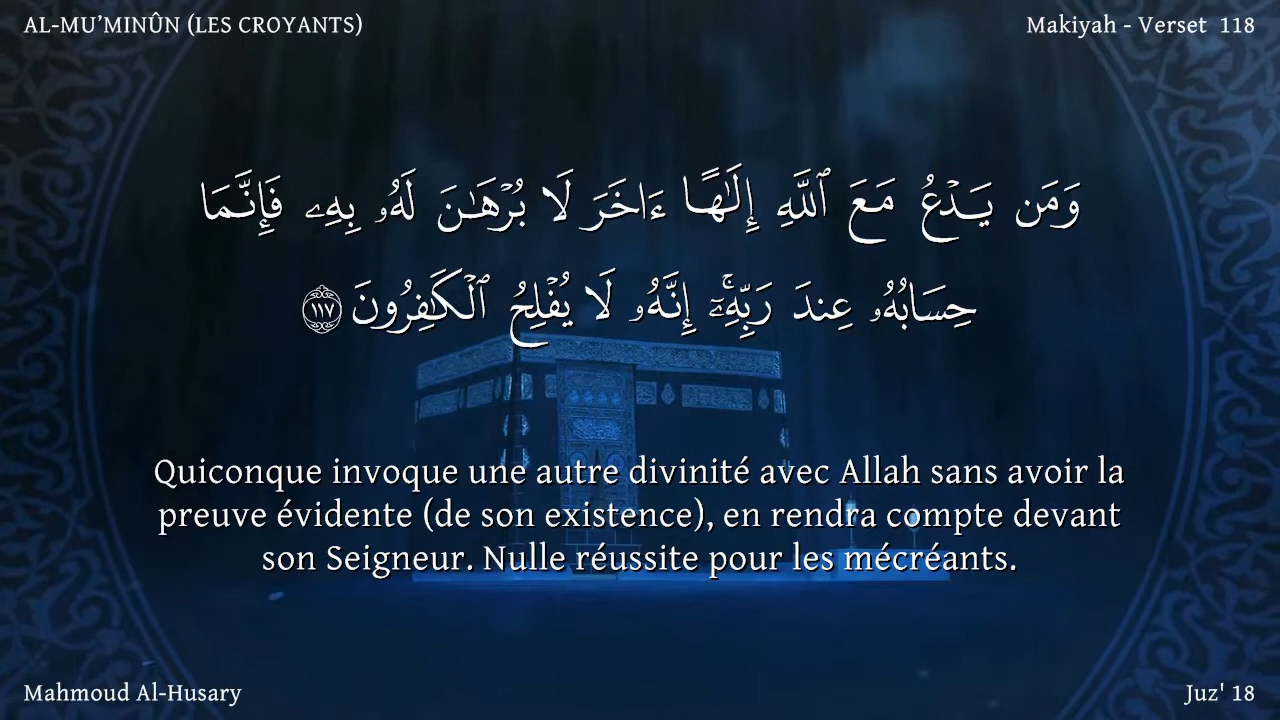 AL-MU’MINÛN (LES CROYANTS)
Makiyah - Verset 118
وَمَن يَدْعُ مَعَ ٱللَّهِ إِلَٰهًا ءَاخَرَ لَا بُرْهَٰنَ لَهُۥ بِهِۦ فَإِنَّمَا
حِسَابُهُۥ عِندَ رَبِّهِۦٓ ۚ إِنَّهُۥ لَا يُفْلِحُ ٱلْكَٰفِرُونَ ١١٧
Quiconque invoque une autre divinité avec Allah sans avoir la
preuve évidente (de son existence), en rendra compte devant
son Seigneur. Nulle réussite pour les mécréants.
Mahmoud Al-Husary
Juz' 18